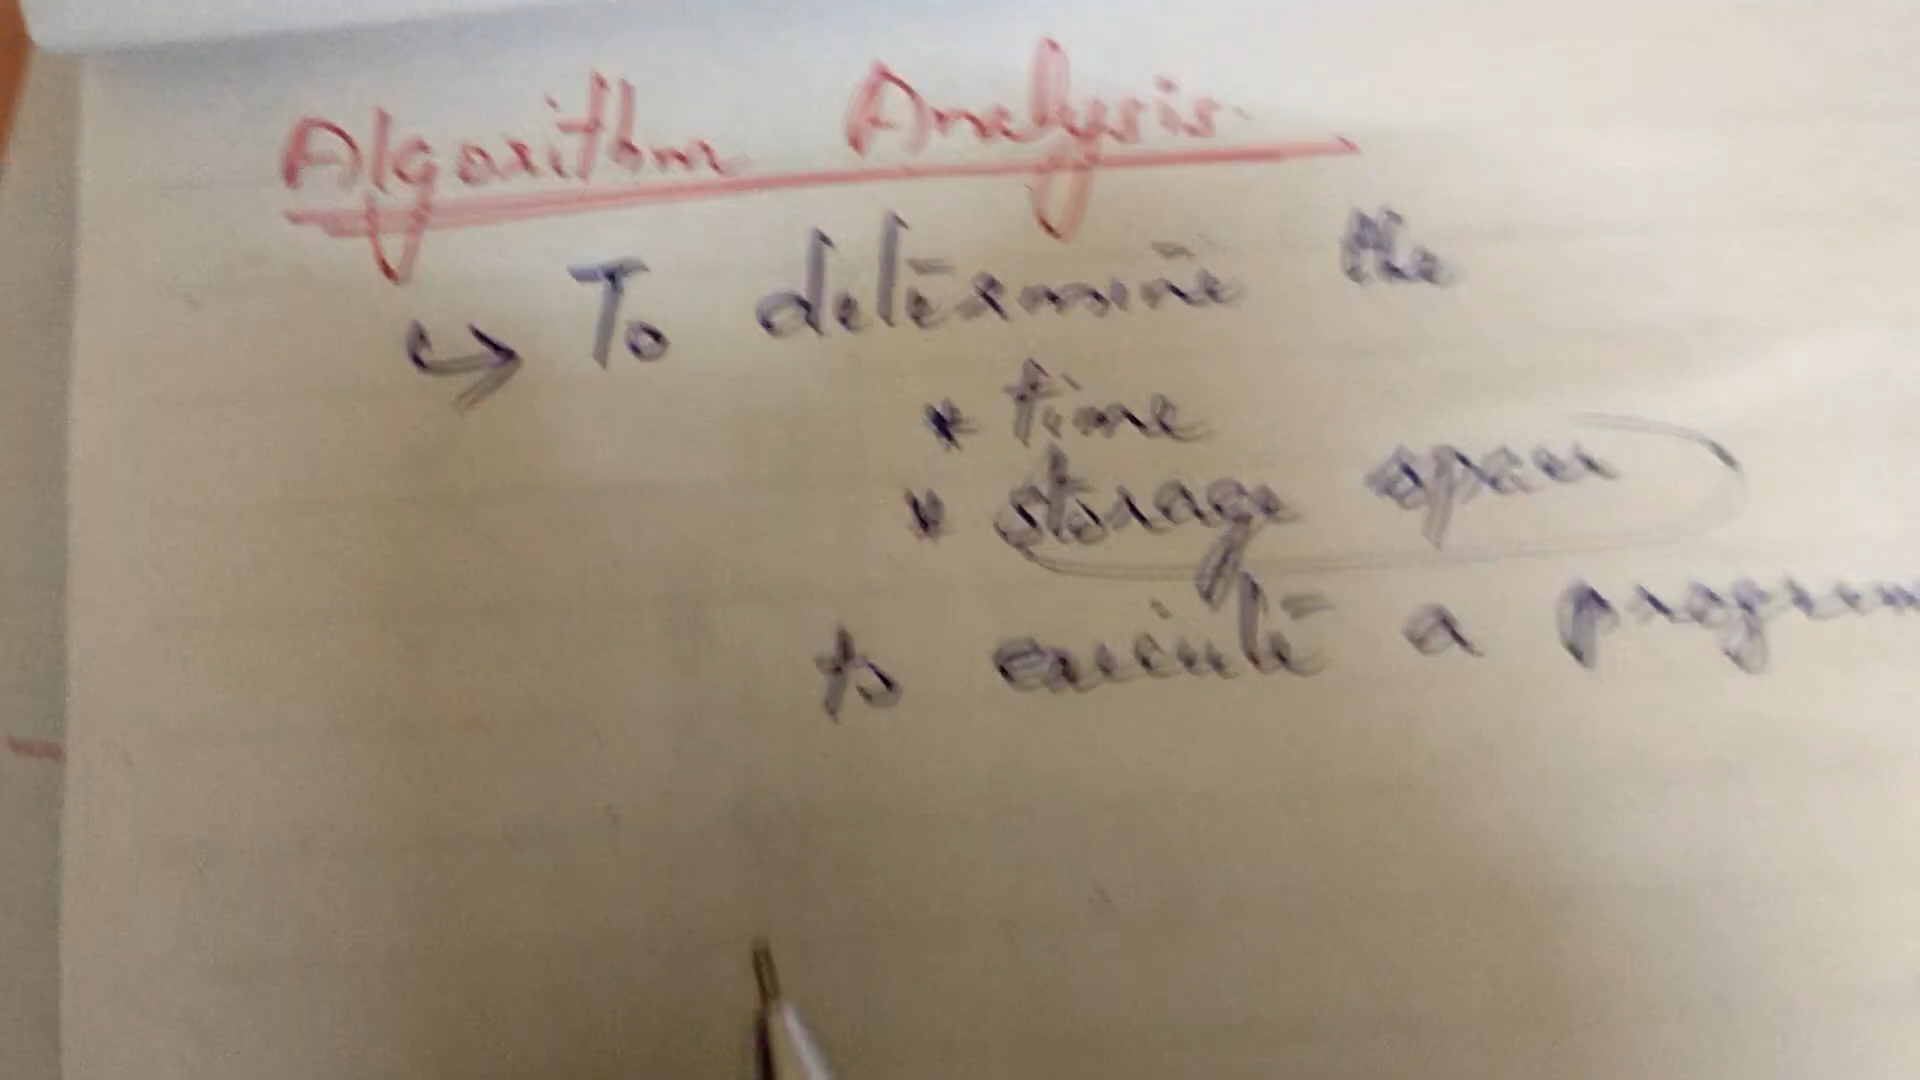 Algorithm Analysis.
↪ To determine the
* time
* storage space
to execute a program